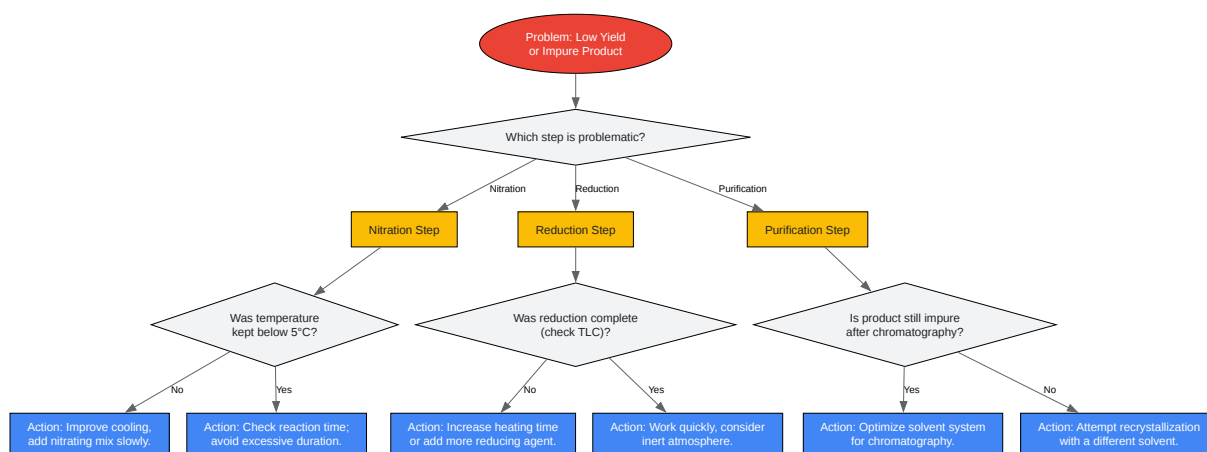 Problem: Low Yield
or Impure Product
Which step is problematic?
Nitration
Reduction
Purification
Nitration Step
Reduction Step
Purification Step
Was temperature
kept below 5°C?
Was reduction complete
(check TLC)?
Is product still impure
after chromatography?
No
Yes
No
Yes
Yes
No
Action: Improve cooling,
add nitrating mix slowly.
Action: Check reaction time;
avoid excessive duration.
Action: Increase heating time
or add more reducing agent.
Action: Work quickly, consider
inert atmosphere.
Action: Optimize solvent system
for chromatography.
Action: Attempt recrystallization
with a different solvent.